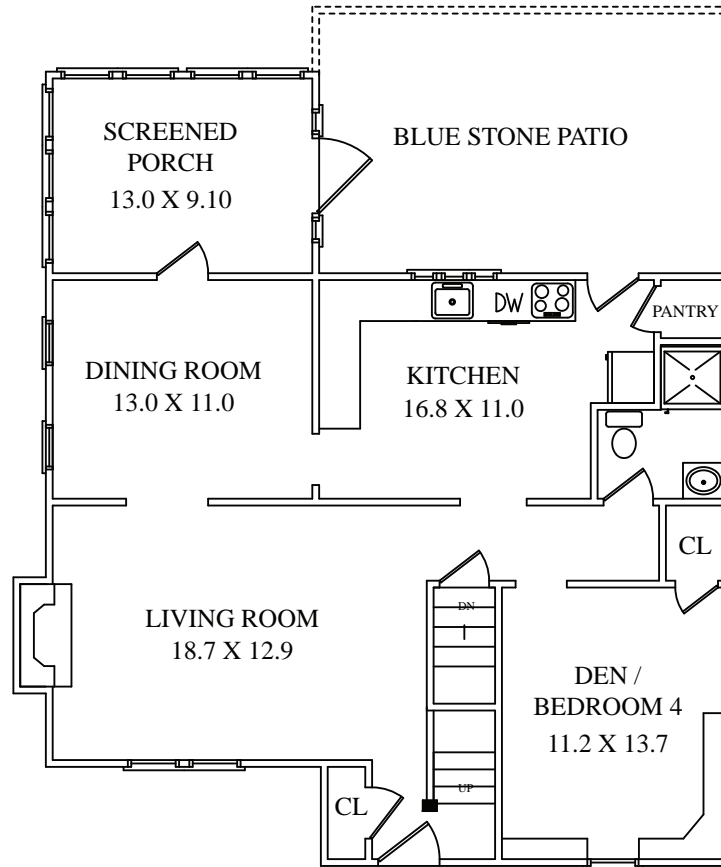 SCREENED
PORCH
13.0 X 9.10
BLUE STONE PATIO
DW
PANTRY
DINING ROOM
13.0 X 11.0
KITCHEN
16.8 X 11.0
CL
DN
LIVING ROOM
18.7 X 12.9
DEN /
BEDROOM 4
11.2 X 13.7
UP
CL